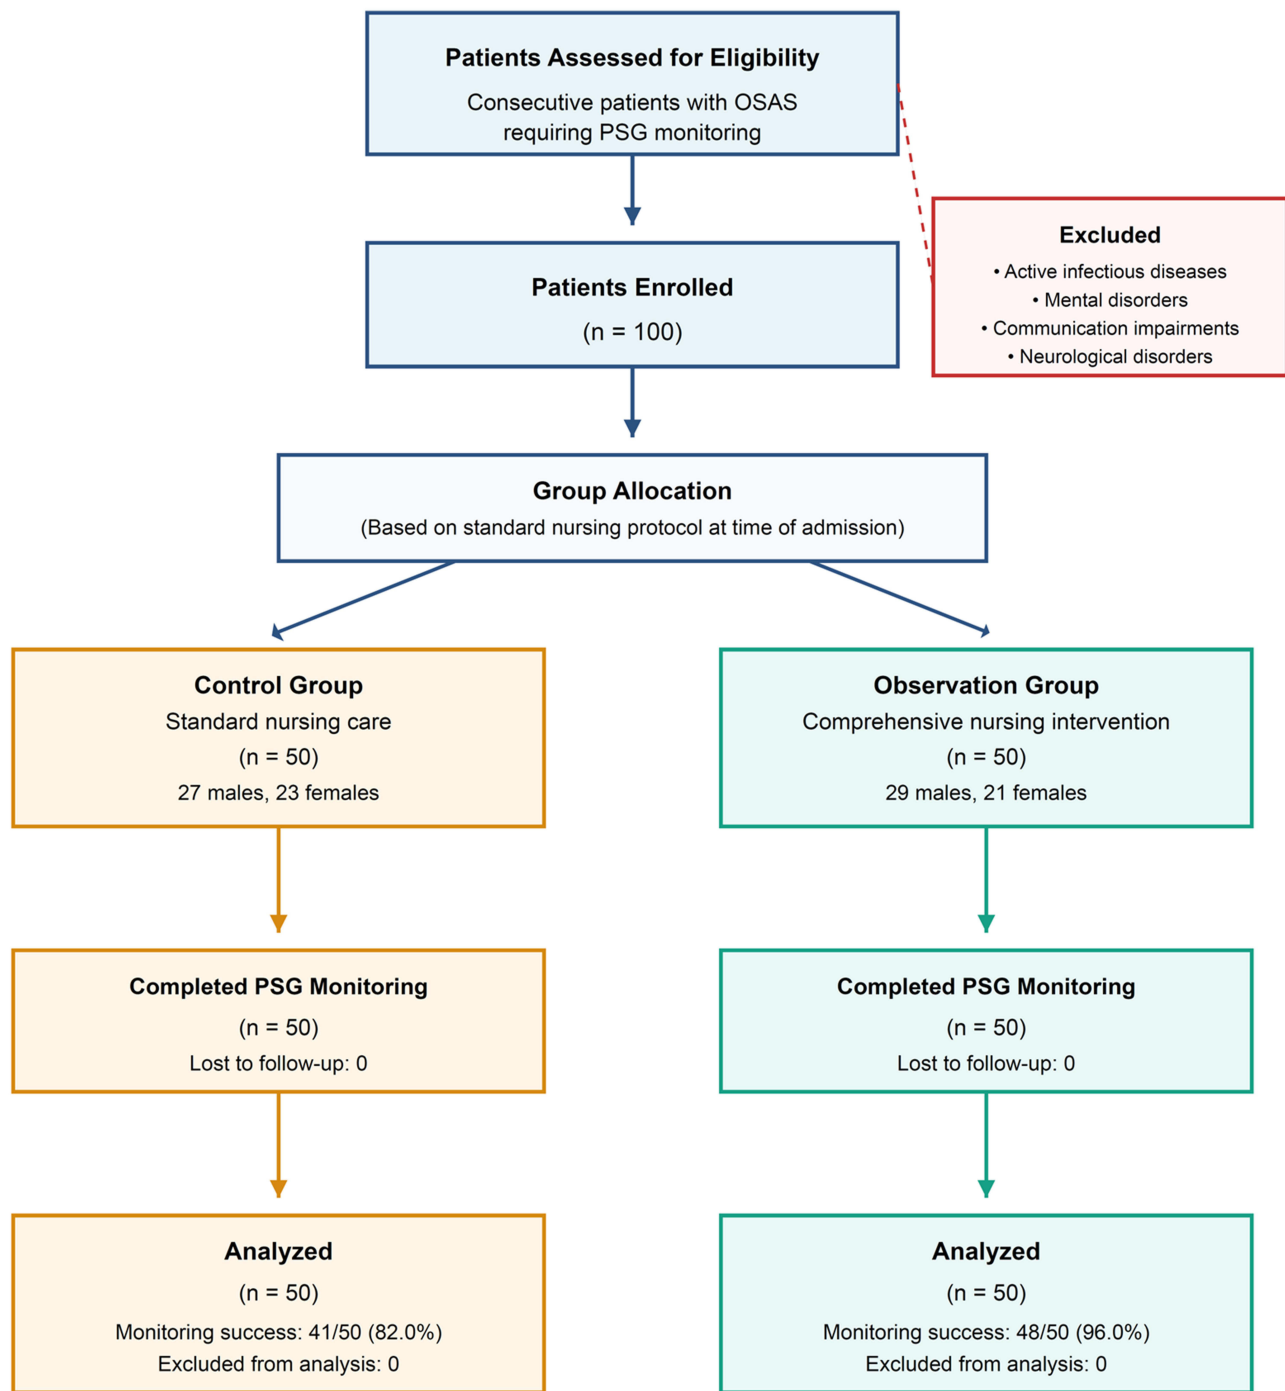 Patients Assessed for Eligibility
Consecutive patients with OSAS
requiring PSG monitoring
Excluded
• Active infectious diseases
• Mental disorders
• Communication impairments
• Neurological disorders
Patients Enrolled
(n = 100)
Group Allocation
(Based on standard nursing protocol at time of admission)
Control Group
Standard nursing care
(n = 50)
27 males, 23 females
Observation Group
Comprehensive nursing intervention
(n = 50)
29 males, 21 females
Completed PSG Monitoring
(n = 50)
Lost to follow-up: 0
Completed PSG Monitoring
(n = 50)
Lost to follow-up: 0
Analyzed
(n = 50)
Monitoring success: 41/50 (82.0%)
Excluded from analysis: 0
Analyzed
(n = 50)
Monitoring success: 48/50 (96.0%)
Excluded from analysis: 0